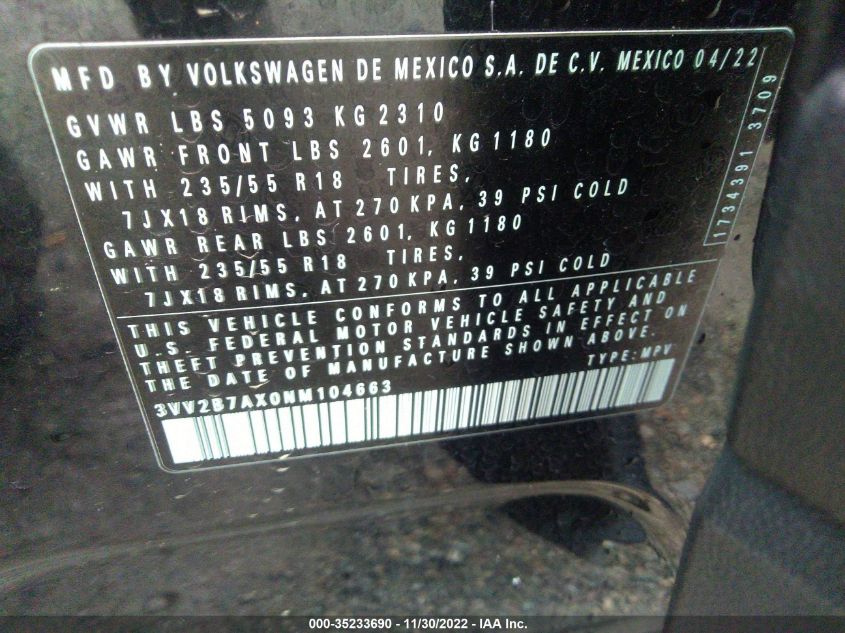 MFD BY VOLKSWAGEN DE MEXICO S.A. DE C.V. MEXICO 04/22
GVWR LBS 5093 KG 2310
GAWR FRONT LBS 2601, KG 1180
WITH 235/55 R18 TIRES,
7JX18 RIMS, AT 270 KPA, 39 PSI COLD
GAWR REAR LBS 2601, KG 1180
WITH 235/55 R18 TIRES,
7JX18 RIMS, AT 270 KPA, 39 PSI COLD
1734391 3709
THIS VEHICLE CONFORMS TO ALL APPLICABLE
U.S. FEDERAL MOTOR VEHICLE SAFETY AND
THEFT PREVENTION STANDARDS IN EFFECT ON
THE DATE OF MANUFACTURE SHOWN ABOVE.
TYPE: MPV
3VV2B7AX0NM104663
000-35233690 - 11/30/2022 - IAA Inc.